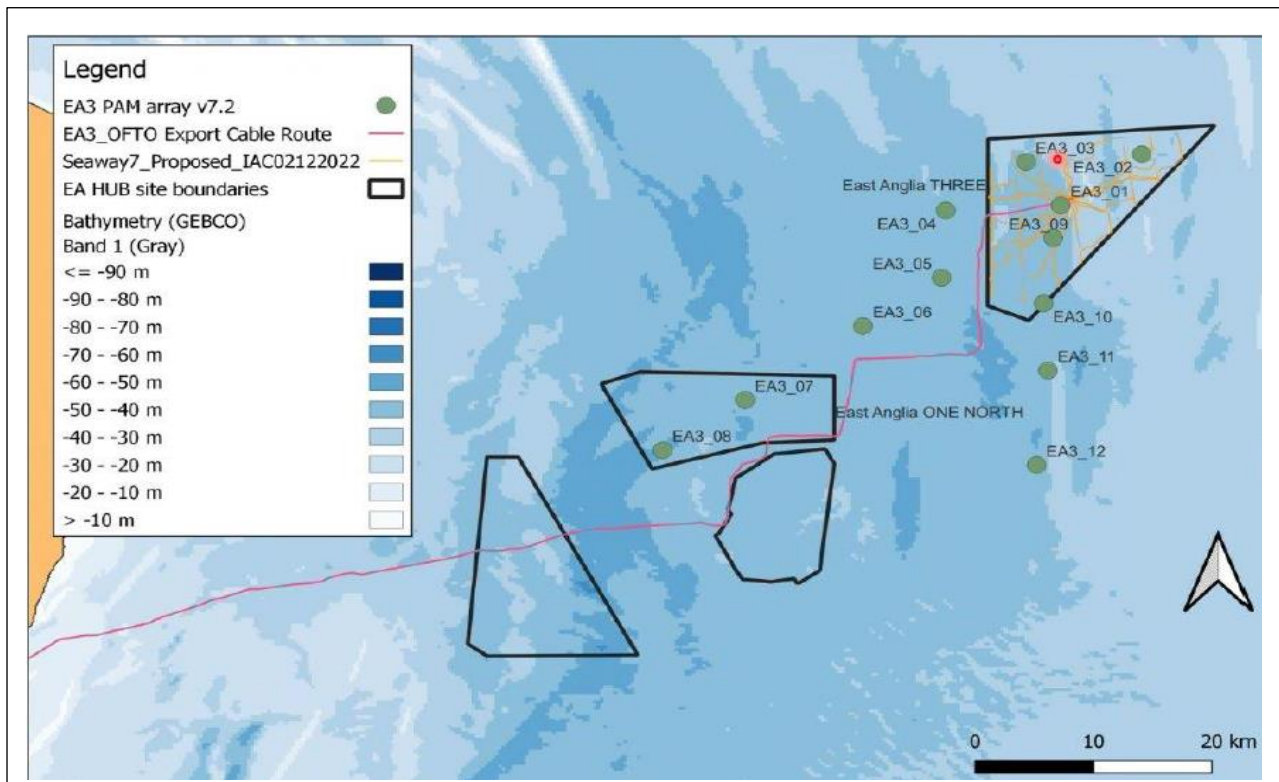 Legend
EA3 PAM array v7.2
EA3_OFTO Export Cable Route
Seaway7_Proposed_IAC02122022
EA HUB site boundaries
Bathymetry (GEBCO)
Band 1 (Gray)
<= -90 m
-90 - -80 m
-80 - -70 m
-70 - -60 m
-60 - -50 m
-50 - -40 m
-40 - -30 m
-30 - -20 m
-20 - -10 m
> -10 m
EA3_03
EA3_02
East Anglia THREE
EA3_01
EA3_04
EA3_09
EA3_05
EA3_10
EA3_06
EA3_11
EA3_07
East Anglia ONE NORTH
EA3_08
EA3_12
0 10 20 km